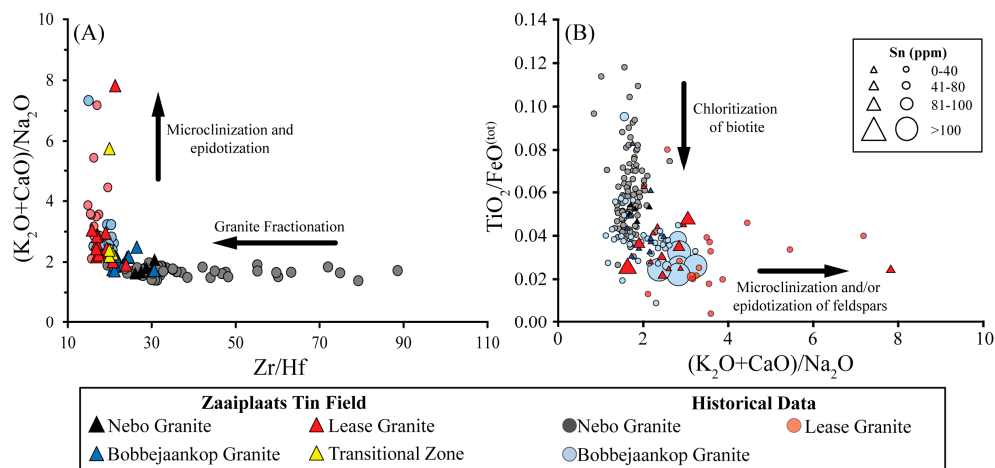 (A)
(K₂O+CaO)/Na₂O
10
8
6
4
2
0
Microclinization and
epidotization
Granite Fractionation
10 30 50 70 90 110
Zr/Hf
(B)
TiO₂/FeO(tot)
0.14
0.12
0.10
0.08
0.06
0.04
0.02
0.00
Chloritization
of biotite
Sn (ppm)
0-40
41-80
81-100
>100
Microclinization and/or
epidotization of feldspars
0 2 4 6 8 10
(K₂O+CaO)/Na₂O
Zaaiplaats Tin Field
Nebo Granite
Lease Granite
Bobbejaankop Granite
Transitional Zone
Historical Data
Nebo Granite
Lease Granite
Bobbejaankop Granite